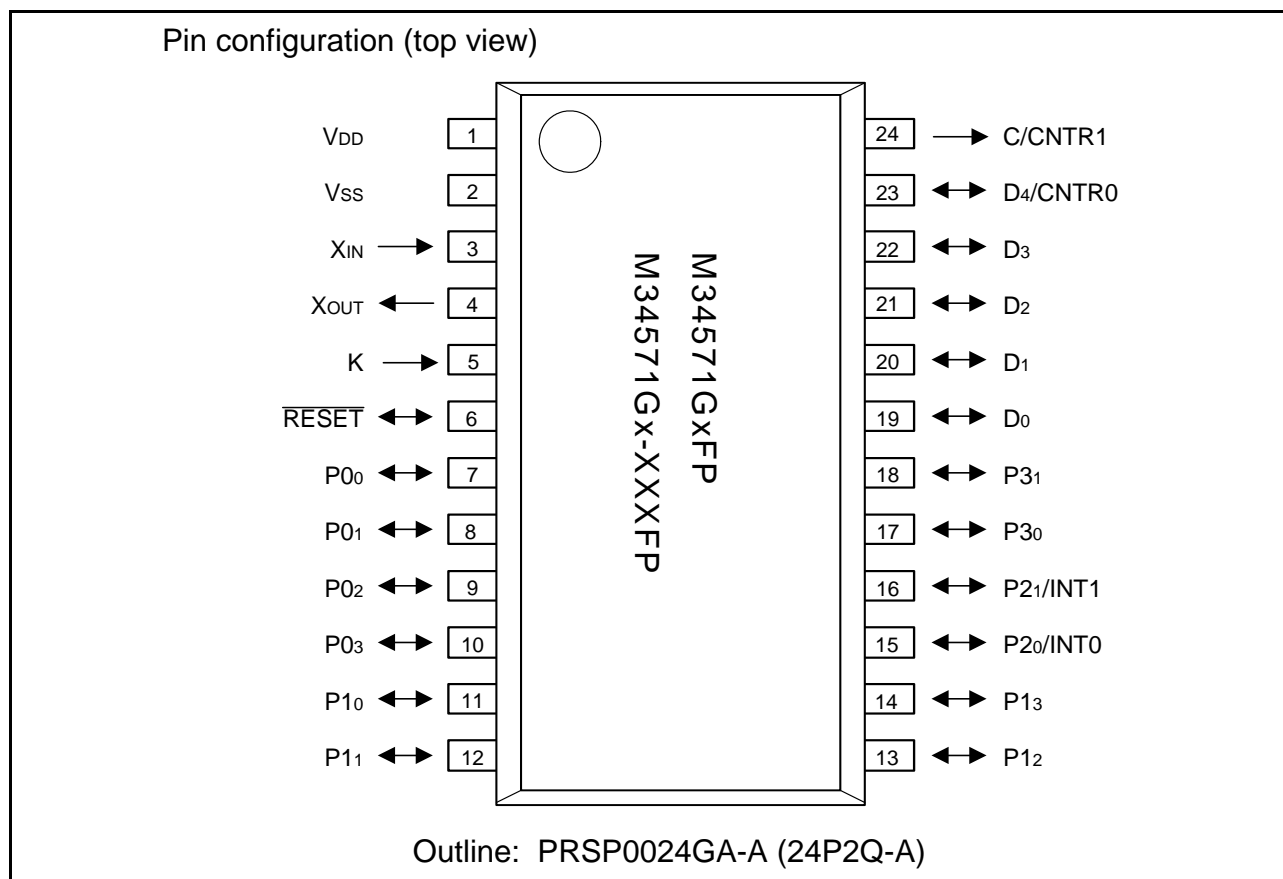 Pin configuration (top view)
VDD 1 24 C/CNTR1
VSS 2 23 D4/CNTR0
XIN 3 22 D3
XOUT 4 21 D2
K 5 20 D1
RESET 6 19 D0
P00 7 18 P31
P01 8 17 P30
P02 9 16 P21/INT1
P03 10 15 P20/INT0
P10 11 14 P13
P11 12 13 P12
M34571GxFP
M34571Gx-XXXFP
Outline: PRSP0024GA-A (24P2Q-A)